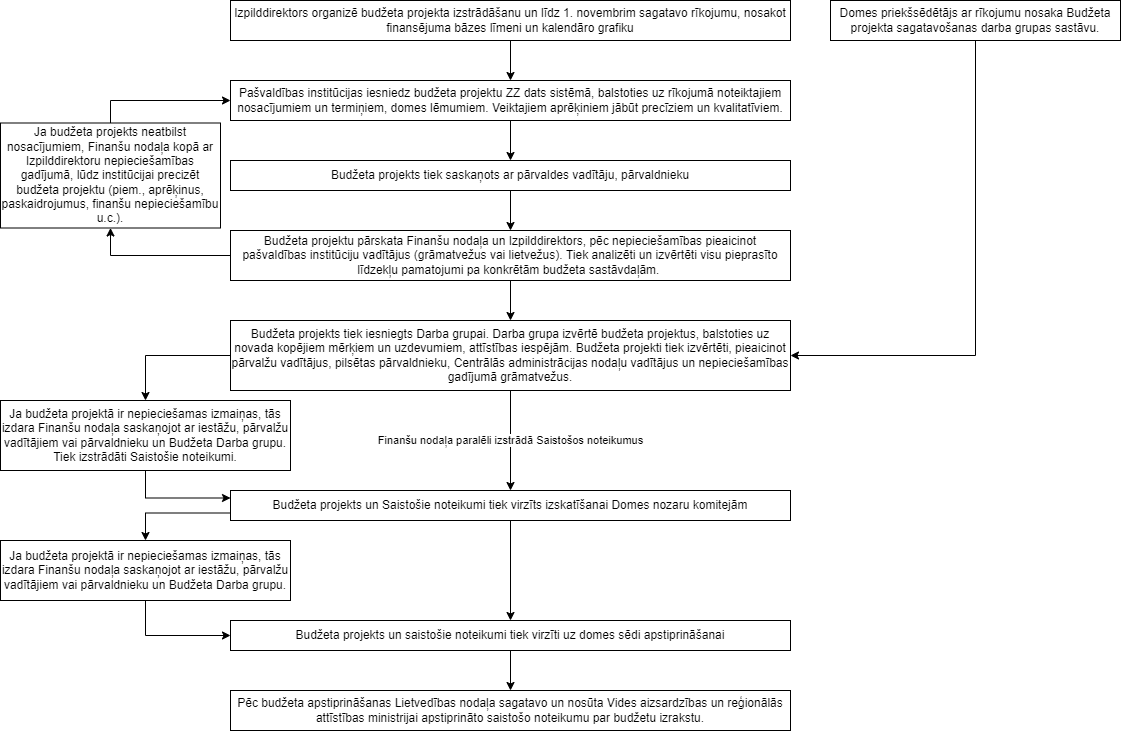 Izpilddirektors organizē budžeta projekta izstrādāšanu un līdz 1. novembrim sagatavo rīkojumu, nosakot
finansējuma bāzes līmeni un kalendāro grafiku
Domes priekšsēdētājs ar rīkojumu nosaka Budžeta
projekta sagatavošanas darba grupas sastāvu.
Pašvaldības institūcijas iesniedz budžeta projektu ZZ dats sistēmā, balstoties uz rīkojumā noteiktajiem
nosacījumiem un termiņiem, domes lēmumiem. Veiktajiem aprēķiniem jābūt precīziem un kvalitatīviem.
Ja budžeta projekts neatbilst
nosacījumiem, Finanšu nodaļa kopā ar
Izpilddirektoru nepieciešamības
gadījumā, lūdz institūcijai precizēt
budžeta projektu (piem., aprēķinus,
paskaidrojumus, finanšu nepieciešamību
u.c.).
Budžeta projekts tiek saskaņots ar pārvaldes vadītāju, pārvaldnieku
Budžeta projektu pārskata Finanšu nodaļa un Izpilddirektors, pēc nepieciešamības pieaicinot
pašvaldības institūciju vadītājus (grāmatvežus vai lietvežus). Tiek analizēti un izvērtēti visu pieprasīto
līdzekļu pamatojumi pa konkrētām budžeta sastāvdaļām.
Budžeta projekts tiek iesniegts Darba grupai. Darba grupa izvērtē budžeta projektus, balstoties uz
novada kopējiem mērķiem un uzdevumiem, attīstības iespējām. Budžeta projekti tiek izvērtēti, pieaicinot
pārvalžu vadītājus, pilsētas pārvaldnieku, Centrālās administrācijas nodaļu vadītājus un nepieciešamības
gadījumā grāmatvežus.
Ja budžeta projektā ir nepieciešamas izmaiņas, tās
izdara Finanšu nodaļa saskaņojot ar iestāžu, pārvalžu
vadītājiem vai pārvaldnieku un Budžeta Darba grupu.
Tiek izstrādāti Saistošie noteikumi.
Finanšu nodaļa paralēli izstrādā Saistošos noteikumus
Budžeta projekts un Saistošie noteikumi tiek virzīts izskatīšanai Domes nozaru komitejām
Ja budžeta projektā ir nepieciešamas izmaiņas, tās
izdara Finanšu nodaļa saskaņojot ar iestāžu, pārvalžu
vadītājiem vai pārvaldnieku un Budžeta Darba grupu.
Budžeta projekts un saistošie noteikumi tiek virzīti uz domes sēdi apstiprināšanai
Pēc budžeta apstiprināšanas Lietvedības nodaļa sagatavo un nosūta Vides aizsardzības un reģionālās
attīstības ministrijai apstiprināto saistošo noteikumu par budžetu izrakstu.